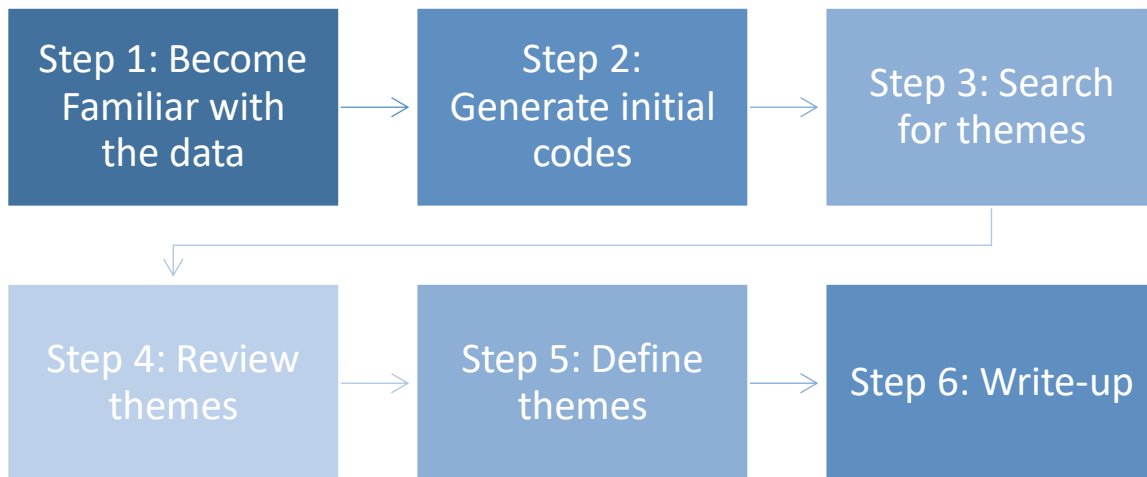 Step 1: Become
Familiar with
the data
Step 2:
Generate initial
codes
Step 3: Search
for themes
Step 4: Review
themes
Step 5: Define
themes
Step 6: Write-up